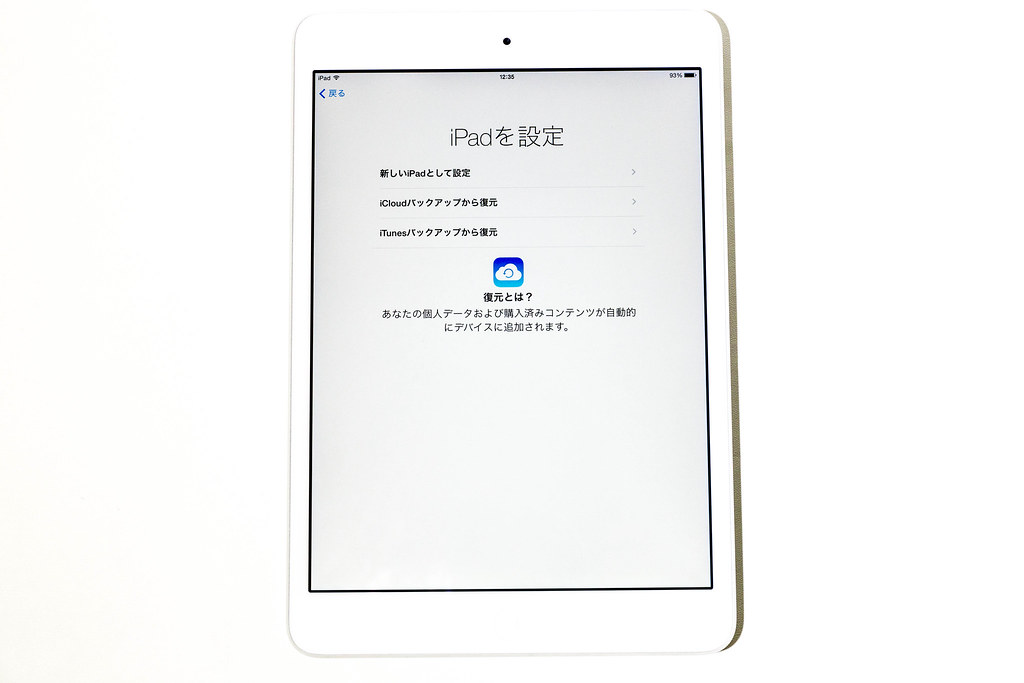 iPad 12:35 93%
戻る
iPadを設定
新しいiPadとして設定
iCloudバックアップから復元
iTunesバックアップから復元
復元とは？
あなたの個人データおよび購入済みコンテンツが自動的
にデバイスに追加されます。